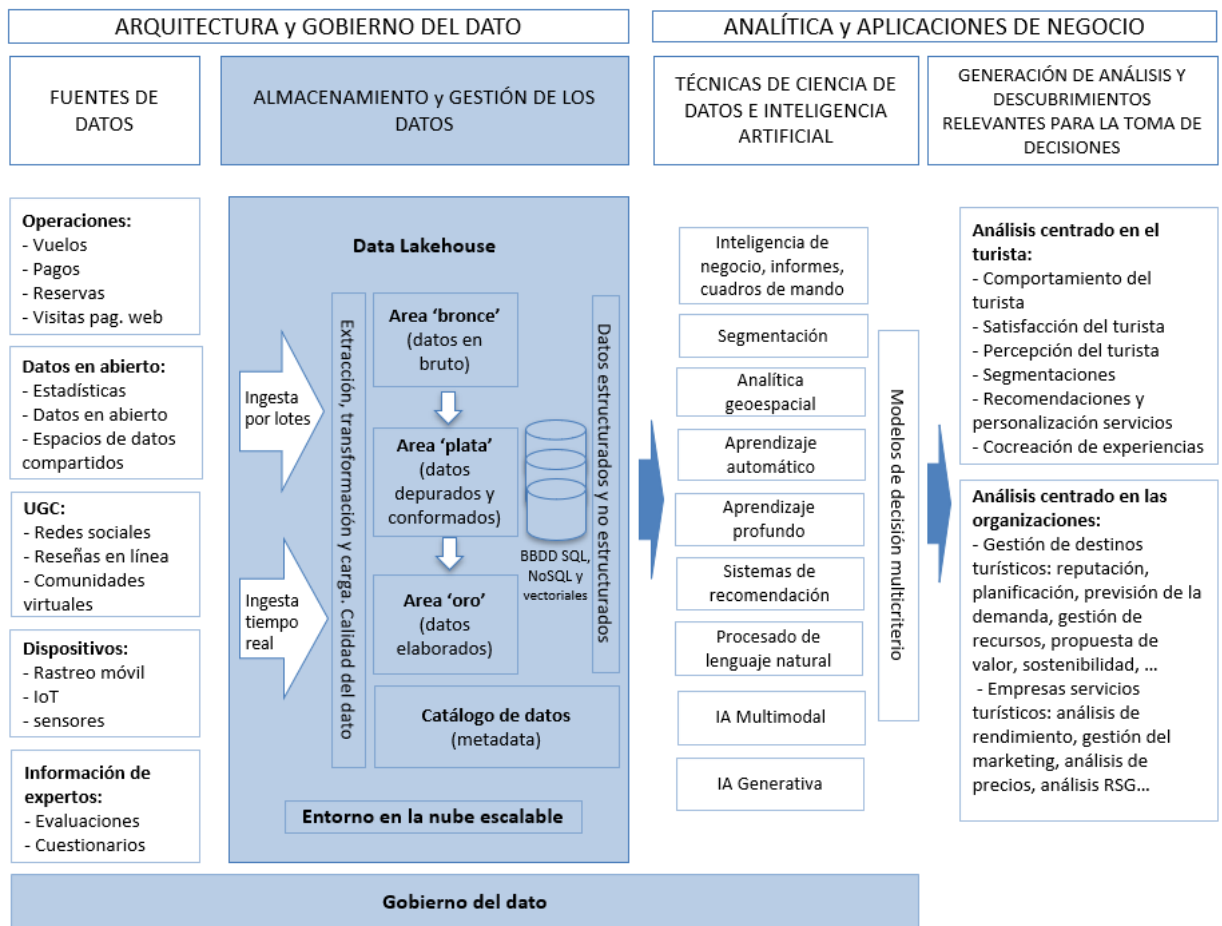 ARQUITECTURA y GOBIERNO DEL DATO
ANALÍTICA y APLICACIONES DE NEGOCIO
FUENTES DE
DATOS
ALMACENAMIENTO y GESTIÓN DE LOS
DATOS
TÉCNICAS DE CIENCIA DE
DATOS E INTELIGENCIA
ARTIFICIAL
GENERACIÓN DE ANÁLISIS Y
DESCUBRIMIENTOS
RELEVANTES PARA LA TOMA DE
DECISIONES
Operaciones:
- Vuelos
- Pagos
- Reservas
- Visitas pag. web
Datos en abierto:
- Estadísticas
- Datos en abierto
- Espacios de datos
compartidos
UGC:
- Redes sociales
- Reseñas en línea
- Comunidades
virtuales
Dispositivos:
- Rastreo móvil
- IoT
- sensores
Información de
expertos:
- Evaluaciones
- Cuestionarios
Data Lakehouse
Ingesta
por lotes
Ingesta
tiempo
real
Extracción, transformación y carga. Calidad del dato
Area ‘bronce’
(datos en
bruto)
Area ‘plata’
(datos
depurados y
conformados)
Area ‘oro’
(datos
elaborados)
BBDD SQL,
NoSQL y
vectoriales
Datos estructurados y no estructurados
Catálogo de datos
(metadata)
Entorno en la nube escalable
Inteligencia de
negocio, informes,
cuadros de mando
Segmentación
Analítica
geoespacial
Aprendizaje
automático
Aprendizaje
profundo
Sistemas de
recomendación
Procesado de
lenguaje natural
IA Multimodal
IA Generativa
Modelos de decisión multicriterio
Análisis centrado en el
turista:
- Comportamiento del
turista
- Satisfacción del turista
- Percepción del turista
- Segmentaciones
- Recomendaciones y
personalización servicios
- Cocreación de experiencias
Análisis centrado en las
organizaciones:
- Gestión de destinos
turísticos: reputación,
planificación, previsión de la
demanda, gestión de
recursos, propuesta de
valor, sostenibilidad, …
- Empresas servicios
turísticos: análisis de
rendimiento, gestión del
marketing, análisis de
precios, análisis RSG…
Gobierno del dato